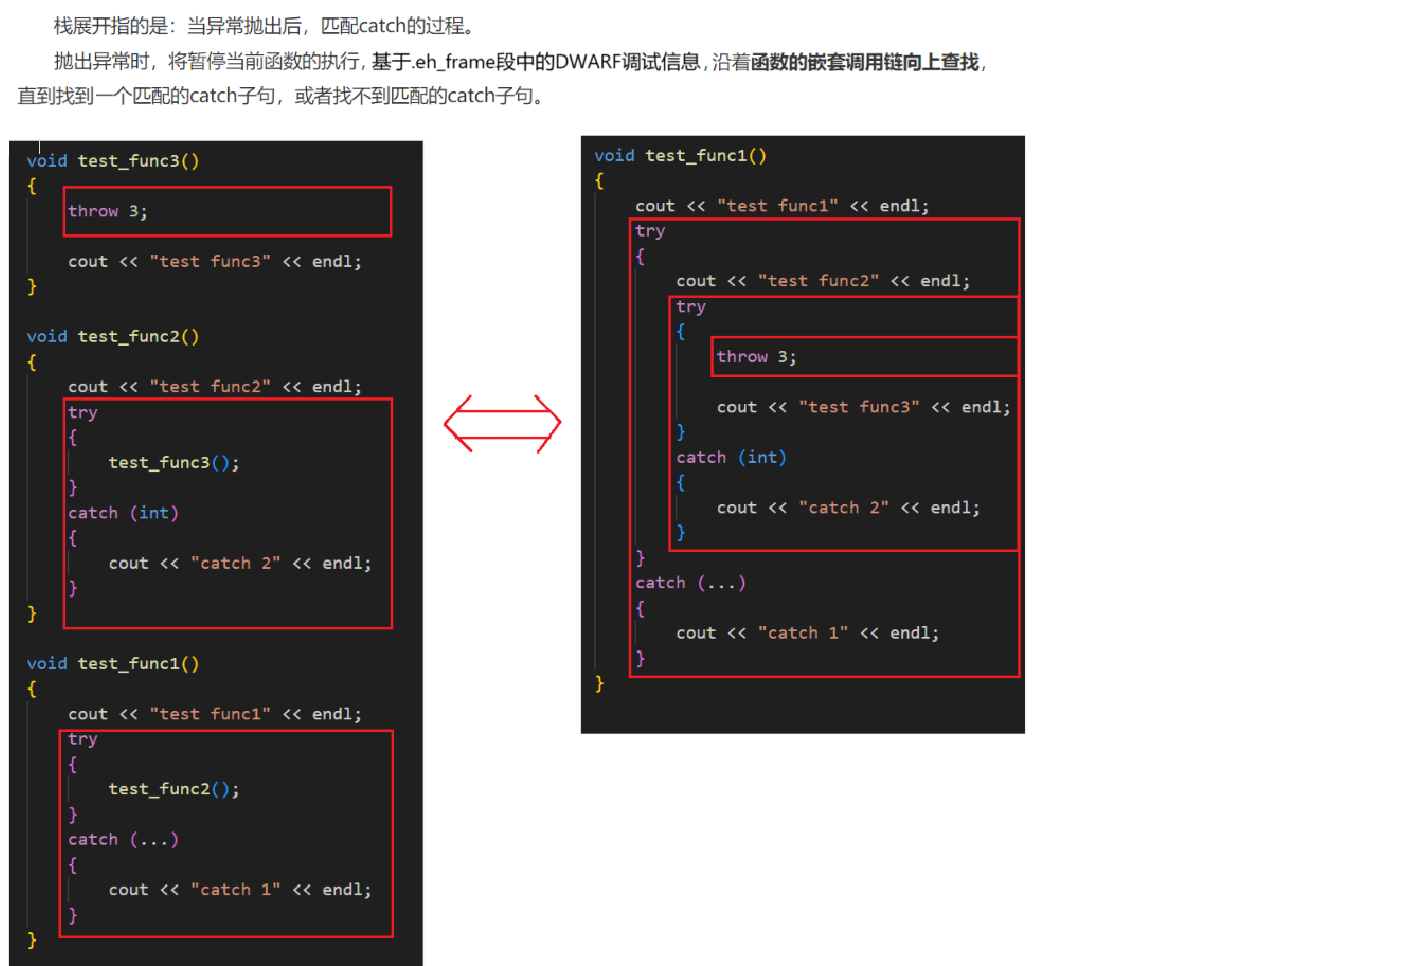 栈展开指的是：当异常抛出后，匹配catch的过程。
抛出异常时，将暂停当前函数的执行，基于.eh_frame段中的DWARF调试信息，沿着函数的嵌套调用链向上查找，
直到找到一个匹配的catch子句，或者找不到匹配的catch子句。
void test_func3()
{
throw 3;
cout << "test func3" << endl;
}
void test_func2()
{
cout << "test func2" << endl;
try
{
test_func3();
}
catch (int)
{
cout << "catch 2" << endl;
}
}
void test_func1()
{
cout << "test func1" << endl;
try
{
test_func2();
}
catch (...)
{
cout << "catch 1" << endl;
}
}
void test_func1()
{
cout << "test func1" << endl;
try
{
cout << "test func2" << endl;
try
{
throw 3;
cout << "test func3" << endl;
}
catch (int)
{
cout << "catch 2" << endl;
}
}
catch (...)
{
cout << "catch 1" << endl;
}
}